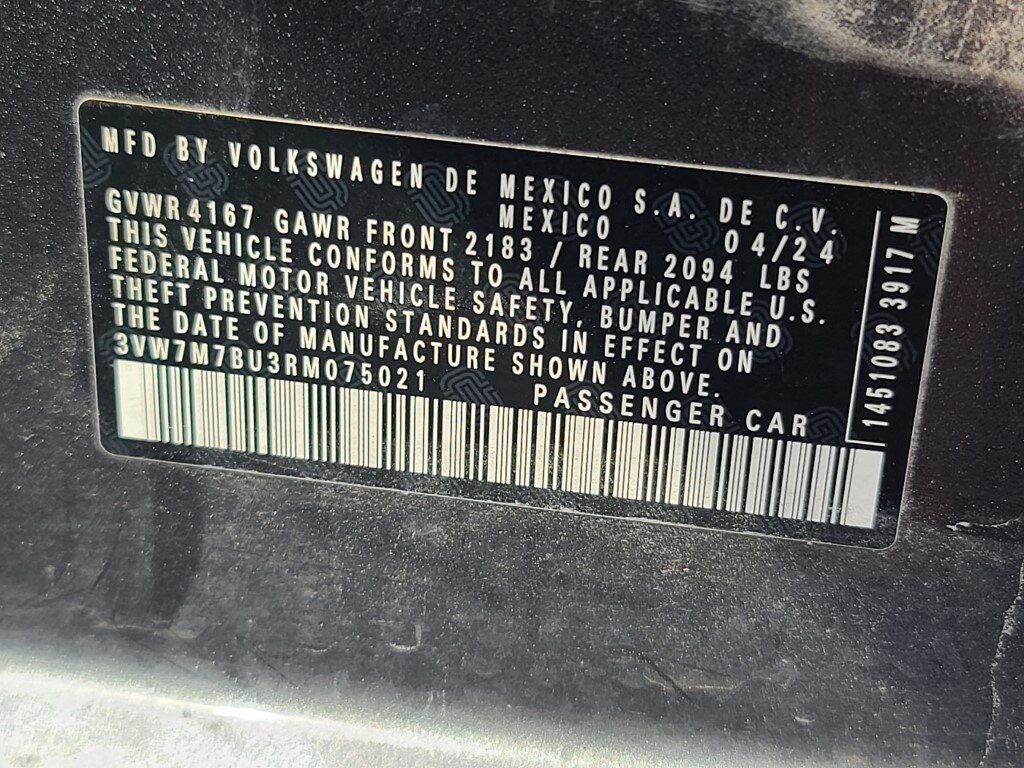 MFD BY VOLKSWAGEN DE MEXICO S.A. DE C.V.
MEXICO 04/24
GVWR 4167 GAWR FRONT 2183 / REAR 2094 LBS
THIS VEHICLE CONFORMS TO ALL APPLICABLE U.S.
FEDERAL MOTOR VEHICLE SAFETY, BUMPER AND
THEFT PREVENTION STANDARDS IN EFFECT ON
THE DATE OF MANUFACTURE SHOWN ABOVE.
3VW7M7BU3RM075021 PASSENGER CAR
1451083 3917 M